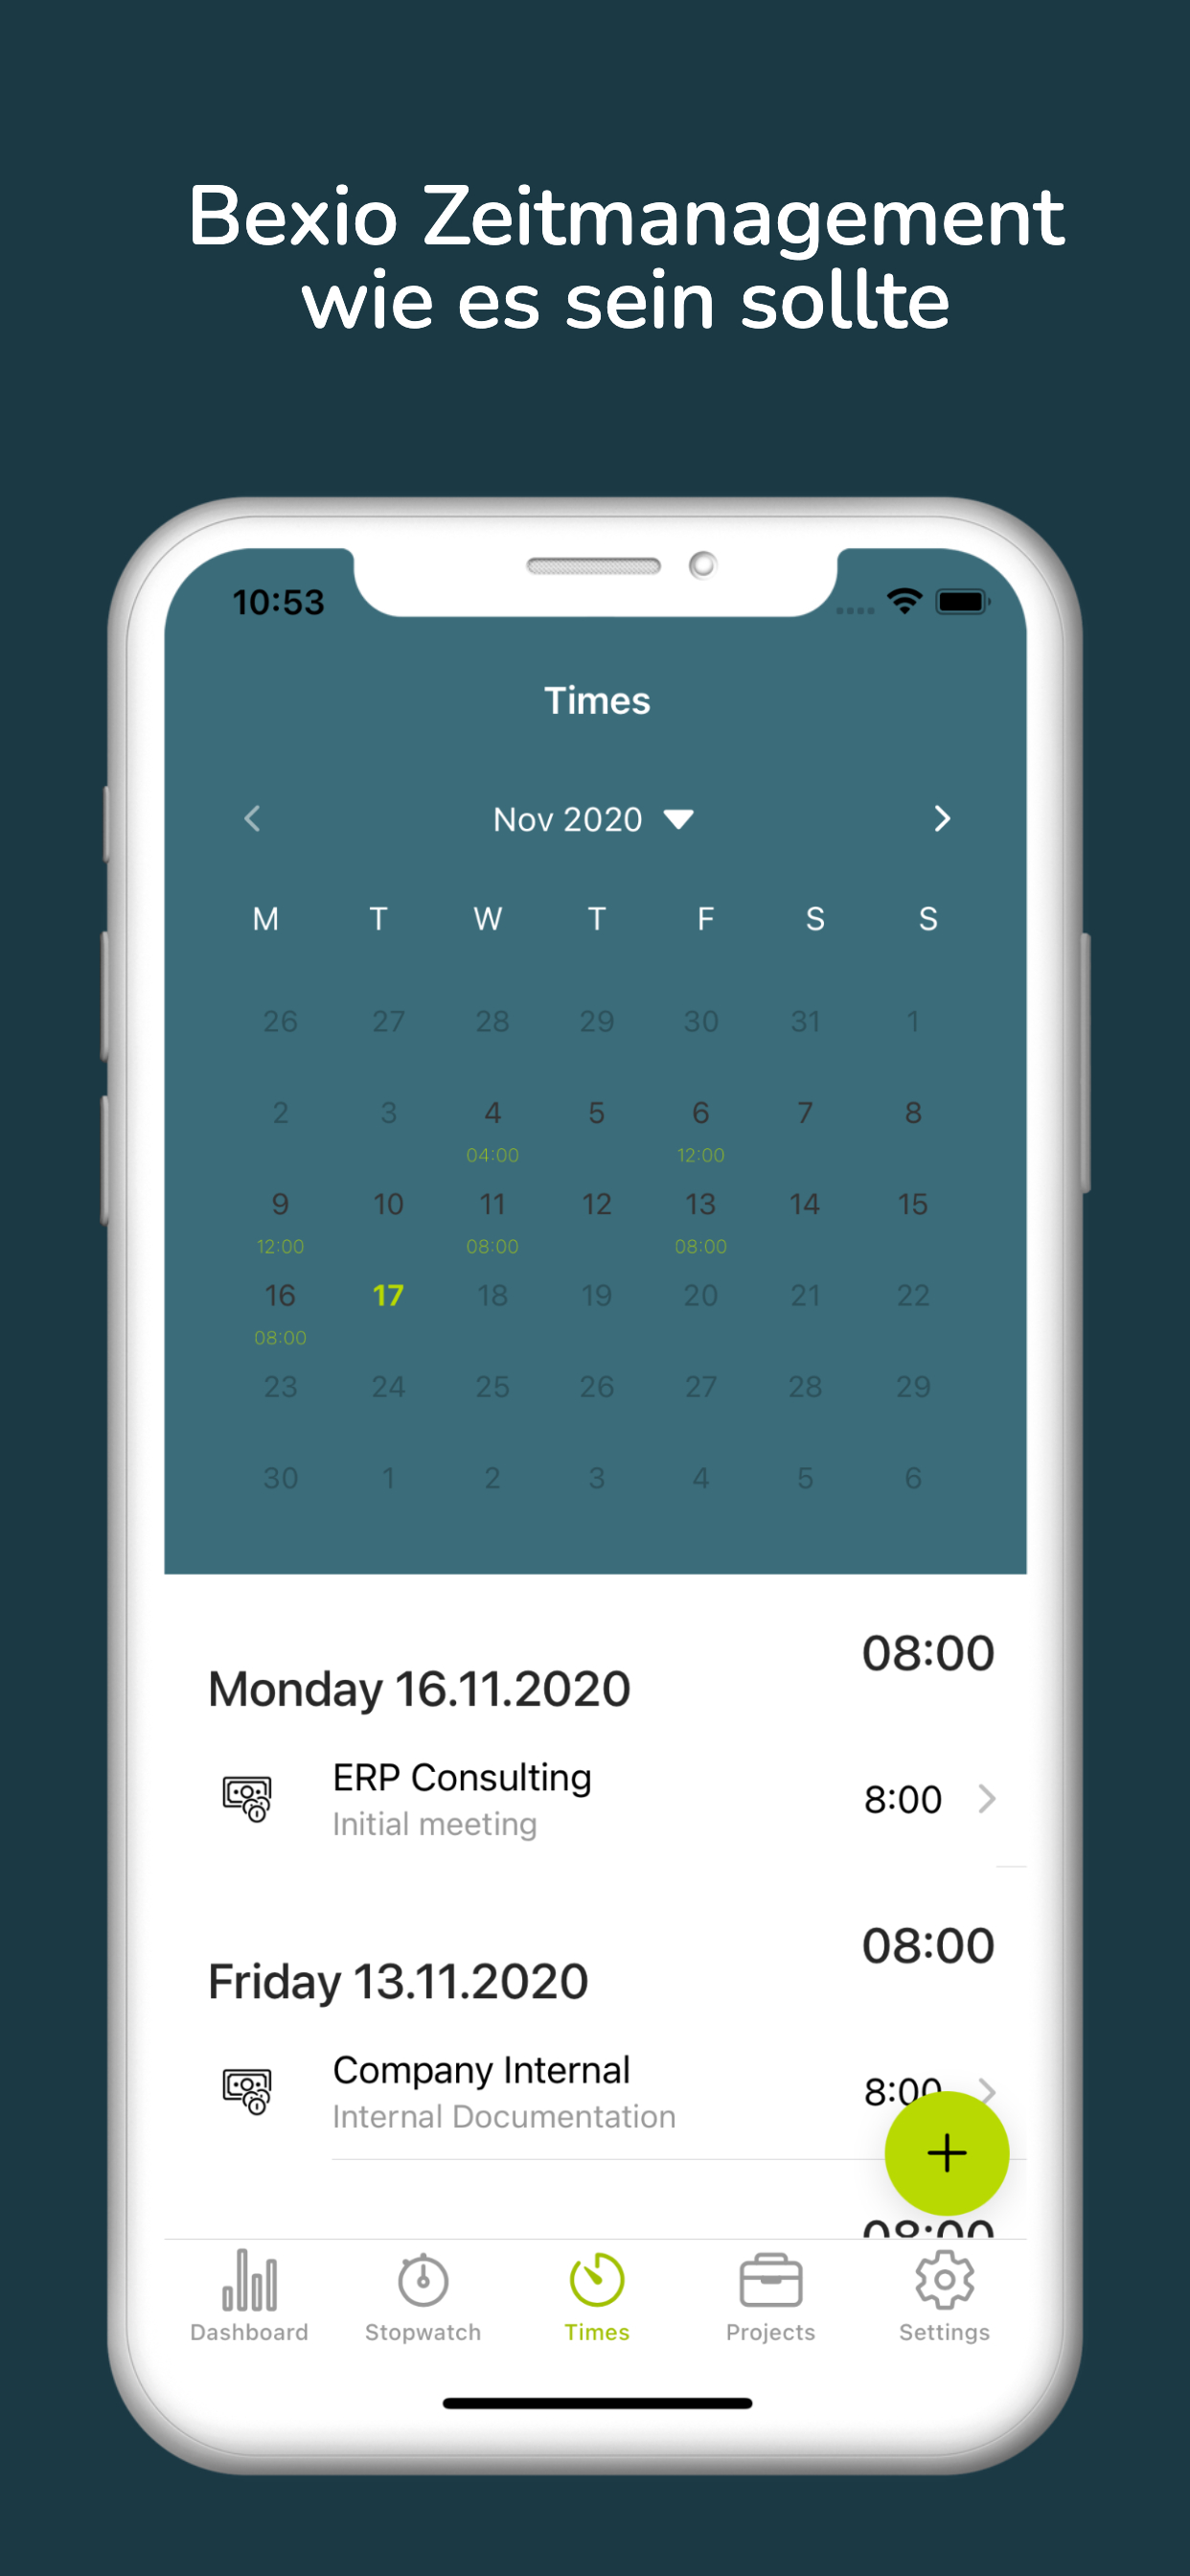 Bexio Zeitmanagement
wie es sein sollte
10:53
Times
Nov 2020
M T W T F S S
26 27 28 29 30 31 1
2 3 4 5 6 7 8
04:00 12:00
9 10 11 12 13 14 15
12:00 08:00 08:00
16 17 18 19 20 21 22
08:00
23 24 25 26 27 28 29
30 1 2 3 4 5 6
08:00
Monday 16.11.2020
ERP Consulting
8:00
Initial meeting
08:00
Friday 13.11.2020
Company Internal
8:00
Internal Documentation
08:00
Dashboard Stopwatch Times Projects Settings